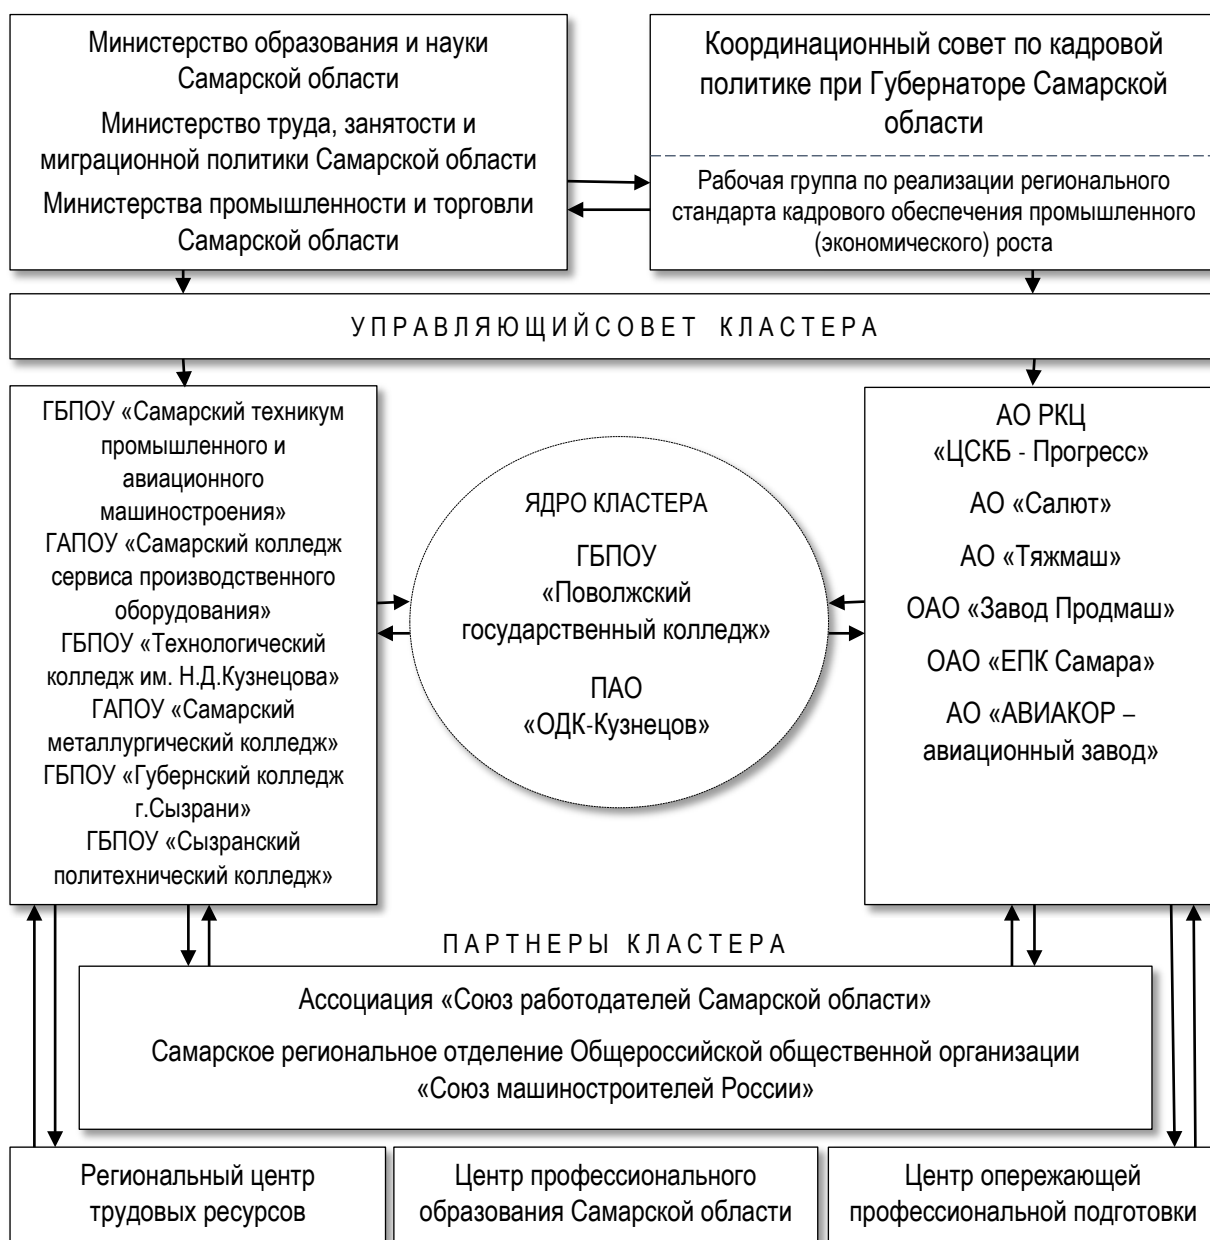 Министерство образования и науки
Самарской области
Министерство труда, занятости и
миграционной политики Самарской области
Министерства промышленности и торговли
Самарской области
Координационный совет по кадровой
политике при Губернаторе Самарской
области
Рабочая группа по реализации регионального
стандарта кадрового обеспечения промышленного
(экономического) роста
УПРАВЛЯЮЩИЙСОВЕТ КЛАСТЕРА
ГБПОУ «Самарский техникум
промышленного и
авиационного
машиностроения»
ГАПОУ «Самарский колледж
сервиса производственного
оборудования»
ГБПОУ «Технологический
колледж им. Н.Д.Кузнецова»
ГАПОУ «Самарский
металлургический колледж»
ГБПОУ «Губернский колледж
г.Сызрани»
ГБПОУ «Сызранский
политехнический колледж»
ЯДРО КЛАСТЕРА
ГБПОУ
«Поволжский
государственный колледж»
ПАО
«ОДК-Кузнецов»
АО РКЦ
«ЦСКБ - Прогресс»
АО «Салют»
АО «Тяжмаш»
ОАО «Завод Продмаш»
ОАО «ЕПК Самара»
АО «АВИАКОР –
авиационный завод»
ПАРТНЕРЫ КЛАСТЕРА
Ассоциация «Союз работодателей Самарской области»
Самарское региональное отделение Общероссийской общественной организации
«Союз машиностроителей России»
Региональный центр
трудовых ресурсов
Центр профессионального
образования Самарской области
Центр опережающей
профессиональной подготовки